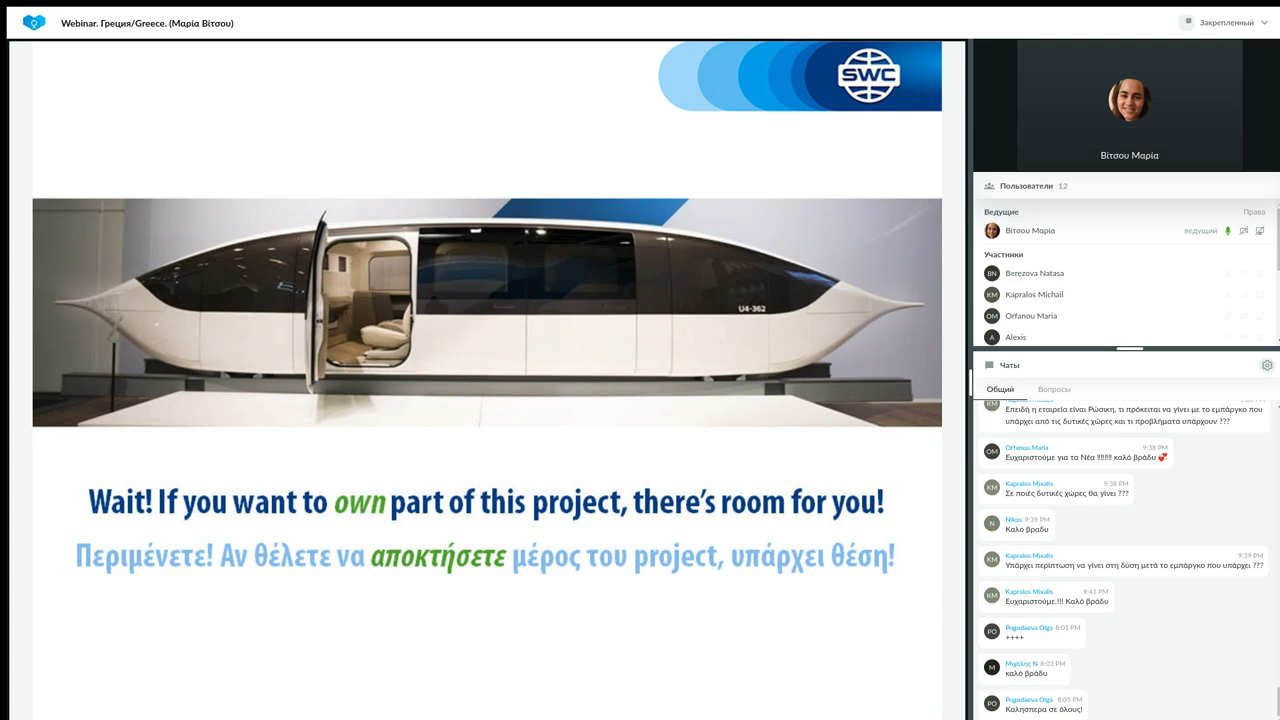 Webinar. Греция/Greece. (Μαρία Βίτσου)
Закрепленный
SWC
U4-362
Wait! If you want to own part of this project, there's room for you!
Περιμένετε! Αν θέλετε να αποκτήσετε μέρος του project, υπάρχει θέση!
Βίτσου Μαρία
Пользователи 12
Ведущие Права
Βίτσου Μαρία ведущий
Участники
BN Berezova Natasa
KM Kapralos Michail
OM Orfanou Maria
A Alexis
Чаты
Общий Вопросы
KM
Επειδή η εταιρεία είναι Ρώσικη, τι πρόκειται να γίνει με το εμπάργκο που
υπάρχει από τις δυτικές χώρες και τι προβλήματα υπάρχουν ???
OM Orfanou Maria 9:38 PM
Ευχαριστούμε για τα Νέα !!!!!!!! καλό βράδυ 💞
KM Kapralos Mixalis 9:38 PM
Σε ποιές δυτικές χώρες θα γίνει ???
N Nikos 9:39 PM
Καλο βραδυ
KM Kapralos Mixalis 9:39 PM
Υπάρχει περίπτωση να γίνει στη δύση μετά το εμπάργκο που υπάρχει ???
KM Kapralos Mixalis 9:41 PM
Ευχαριστούμε.!!! Καλό βράδυ
PO Pogodaeva Olga 8:01 PM
++++
M Μιχάλης Ν 8:03 PM
καλό βράδυ
PO Pogodaeva Olga 8:05 PM
Καλησπερα σε όλους!